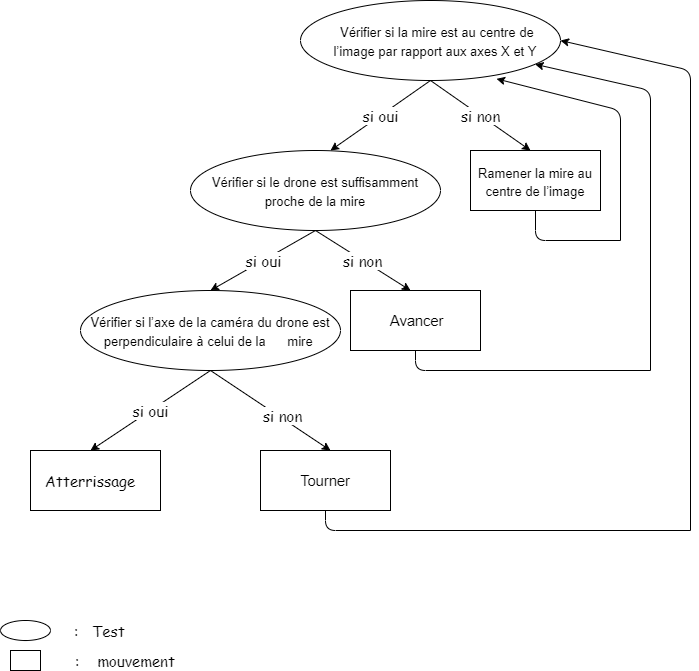 Vérifier si la mire est au centre de
l'image par rapport aux axes X et Y
si oui
si non
Vérifier si le drone est suffisamment
proche de la mire
Ramener la mire au
centre de l'image
si oui
si non
Vérifier si l'axe de la caméra du drone est
perpendiculaire à celui de la mire
Avancer
si oui
si non
Atterrissage
Tourner
: Test
: mouvement